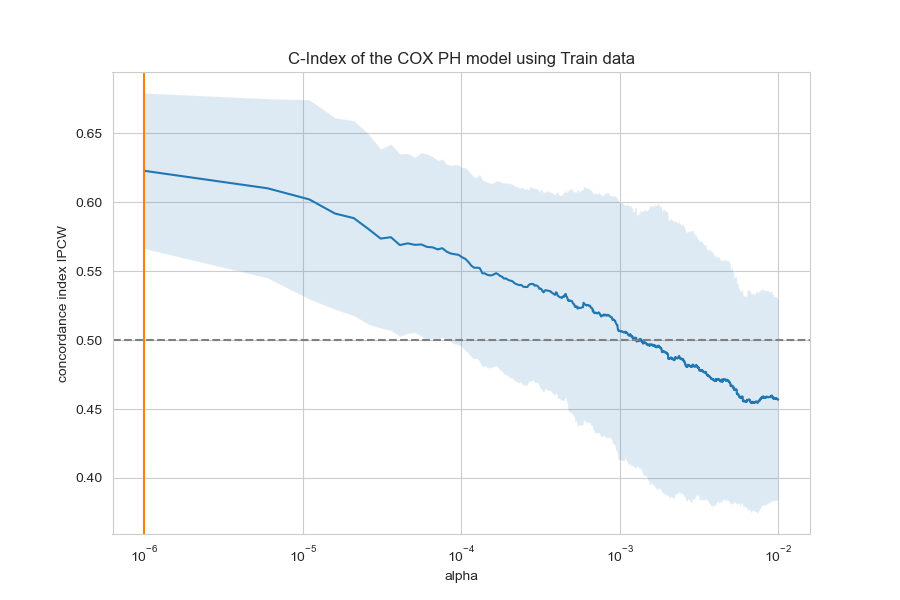 C-Index of the COX PH model using Train data
concordance index IPCW
0.65
0.60
0.55
0.50
0.45
0.40
10⁻⁶ 10⁻⁵ 10⁻⁴ 10⁻³ 10⁻²
alpha